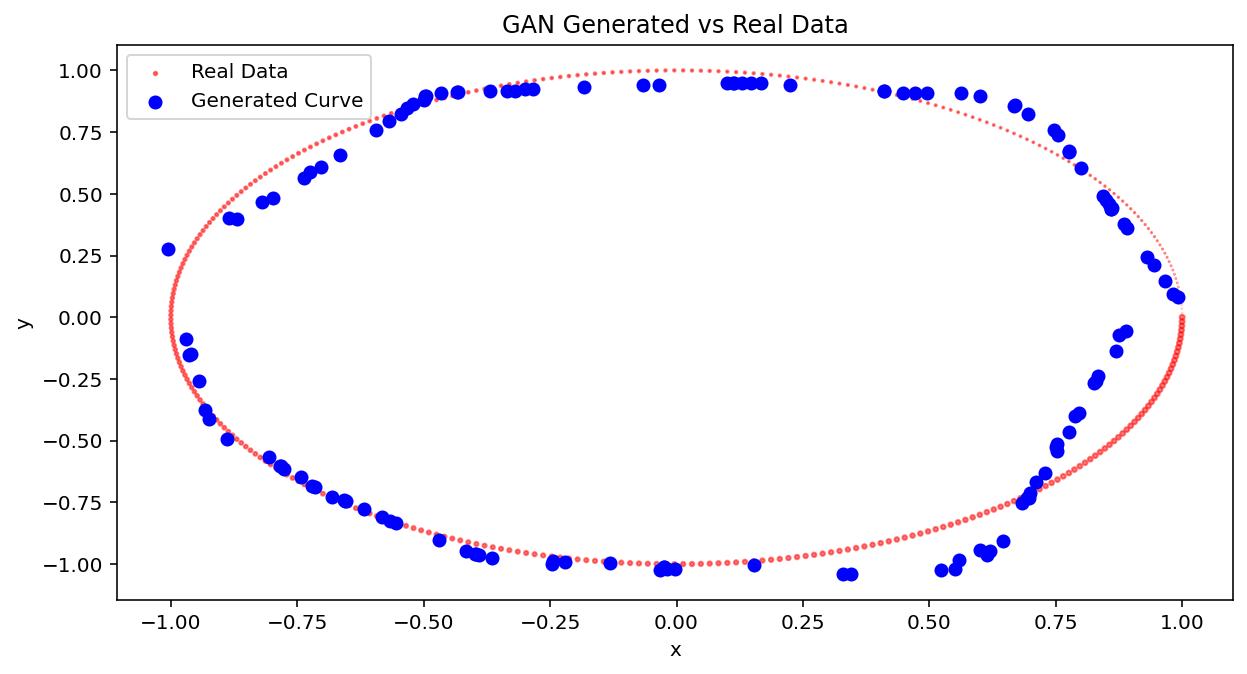 GAN Generated vs Real Data
Real Data
Generated Curve
1.00
0.75
0.50
0.25
0.00
−0.25
−0.50
−0.75
−1.00
y
−1.00 −0.75 −0.50 −0.25 0.00 0.25 0.50 0.75 1.00
x